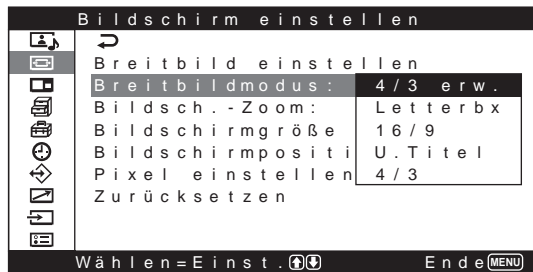 Bildschirm einstellen
Breitbild einstellen
Breitbildmodus: 4/3 erw.
Bildsch.-Zoom: Letterbx
Bildschirmgröße 16/9
Bildschirmpositi U.Titel
Pixel einstellen 4/3
Zurücksetzen
Wählen=Einst. Ende MENU